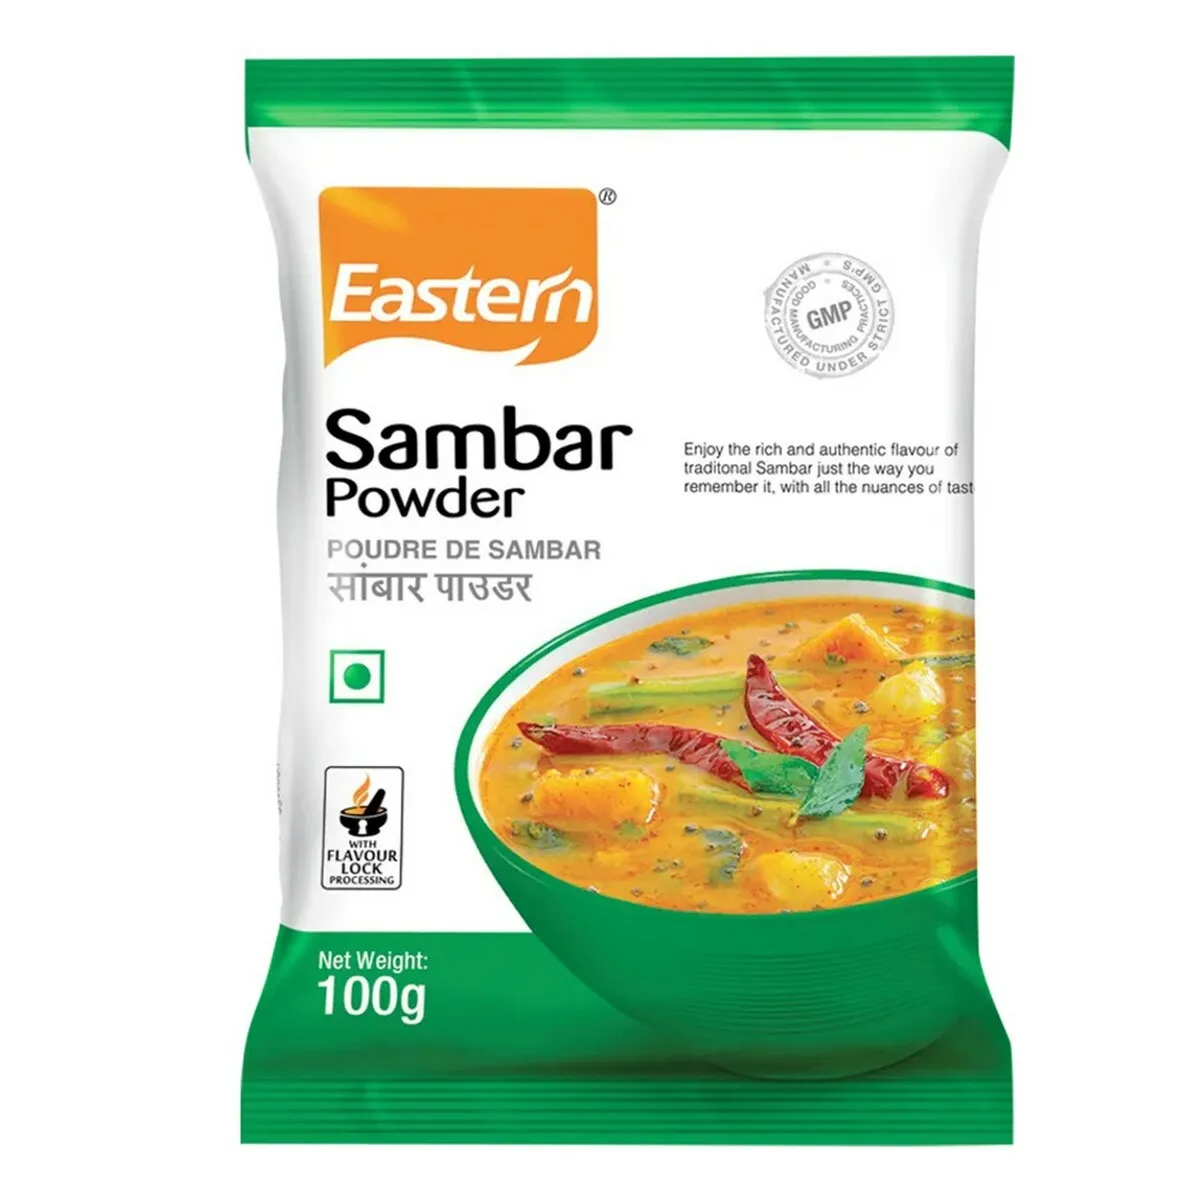 Eastern®
MANUFACTURED UNDER STRICT GMP'S
GOOD MANUFACTURING PRACTICES
GMP
Sambar
Powder
Enjoy the rich and authentic flavour of
traditonal Sambar just the way you
remember it, with all the nuances of tast
POUDRE DE SAMBAR
सांबार पाउडर
WITH
FLAVOUR
LOCK
PROCESSING
Net Weight:
100g